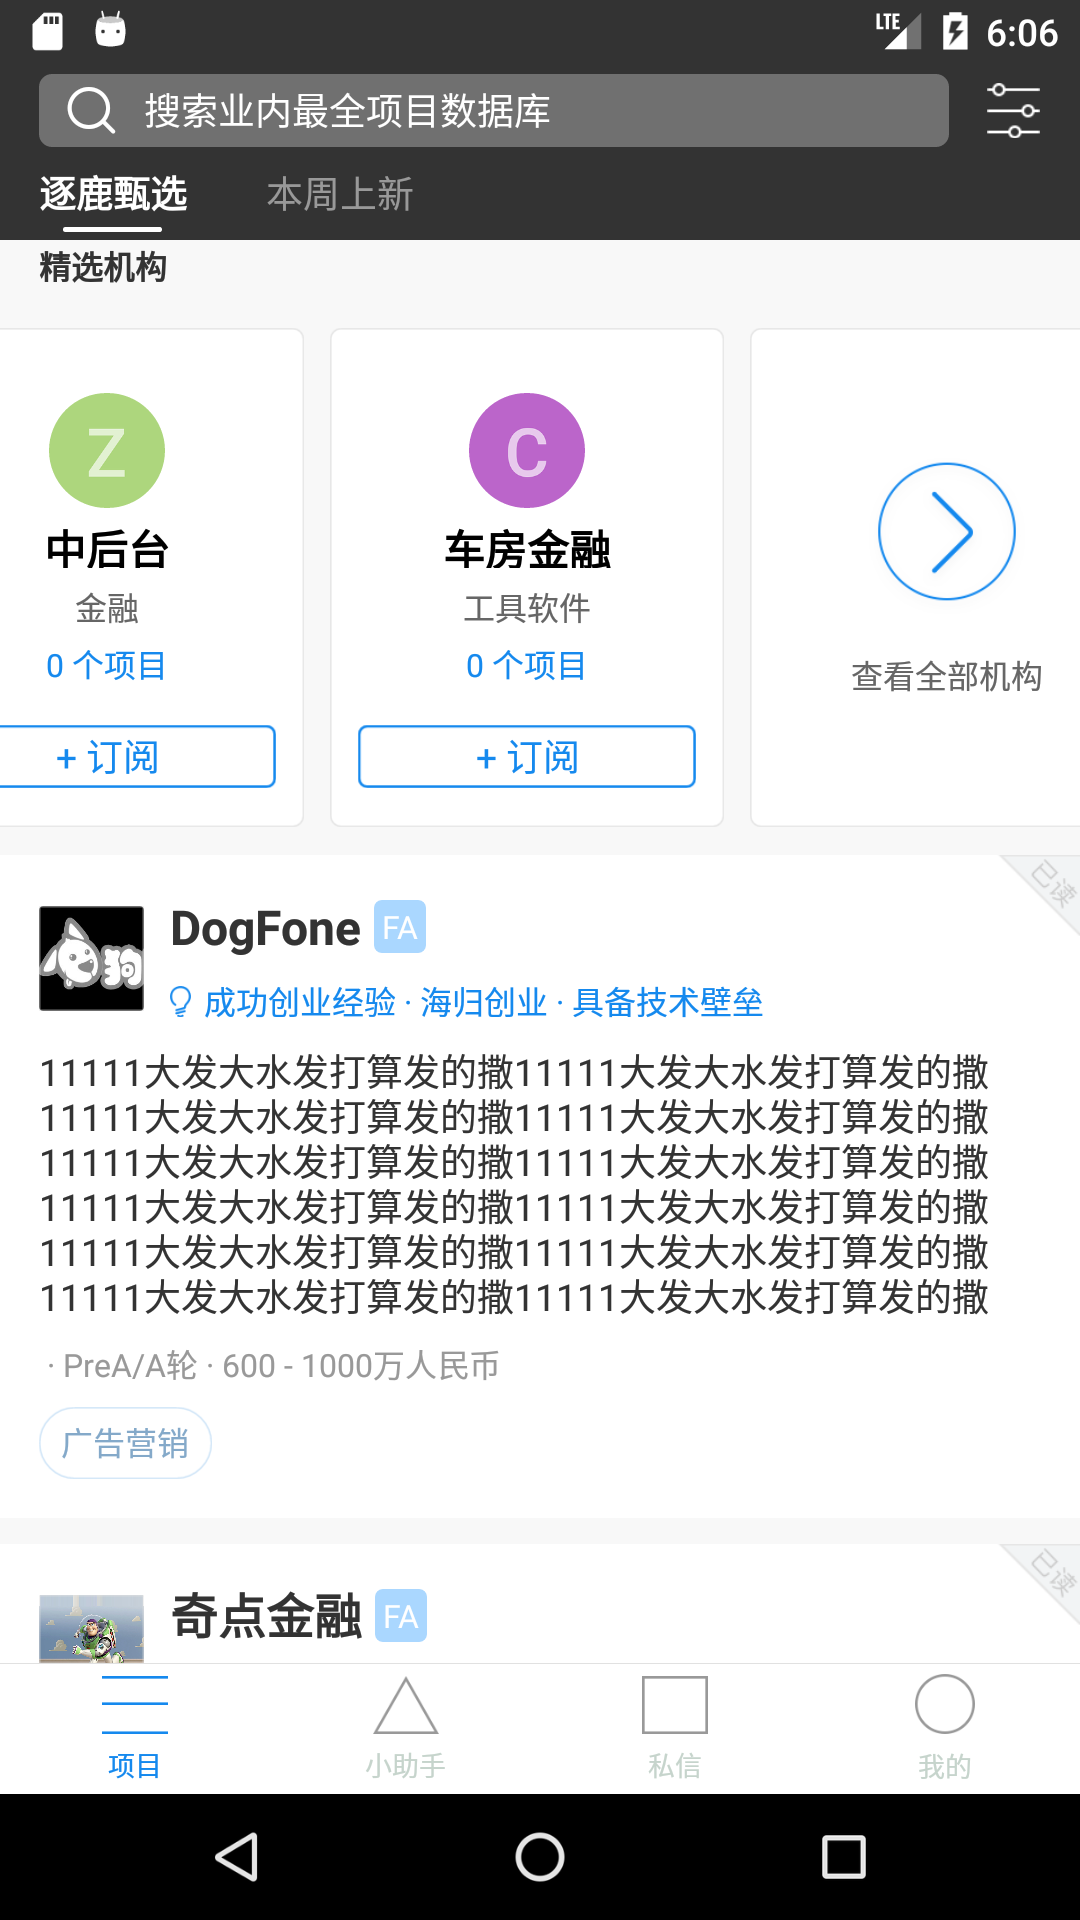 LTE 6:06
搜索业内最全项目数据库
逐鹿甄选 本周上新
精选机构
Z C
中后台 车房金融
金融 工具软件
0 个项目 0 个项目
查看全部机构
+ 订阅 + 订阅
已读
DogFone FA
狗
成功创业经验 · 海归创业 · 具备技术壁垒
11111大发大水发打算发的撒11111大发大水发打算发的撒
11111大发大水发打算发的撒11111大发大水发打算发的撒
11111大发大水发打算发的撒11111大发大水发打算发的撒
11111大发大水发打算发的撒11111大发大水发打算发的撒
11111大发大水发打算发的撒11111大发大水发打算发的撒
11111大发大水发打算发的撒11111大发大水发打算发的撒
· PreA/A轮 · 600 - 1000万人民币
广告营销
已读
奇点金融 FA
项目 小助手 私信 我的